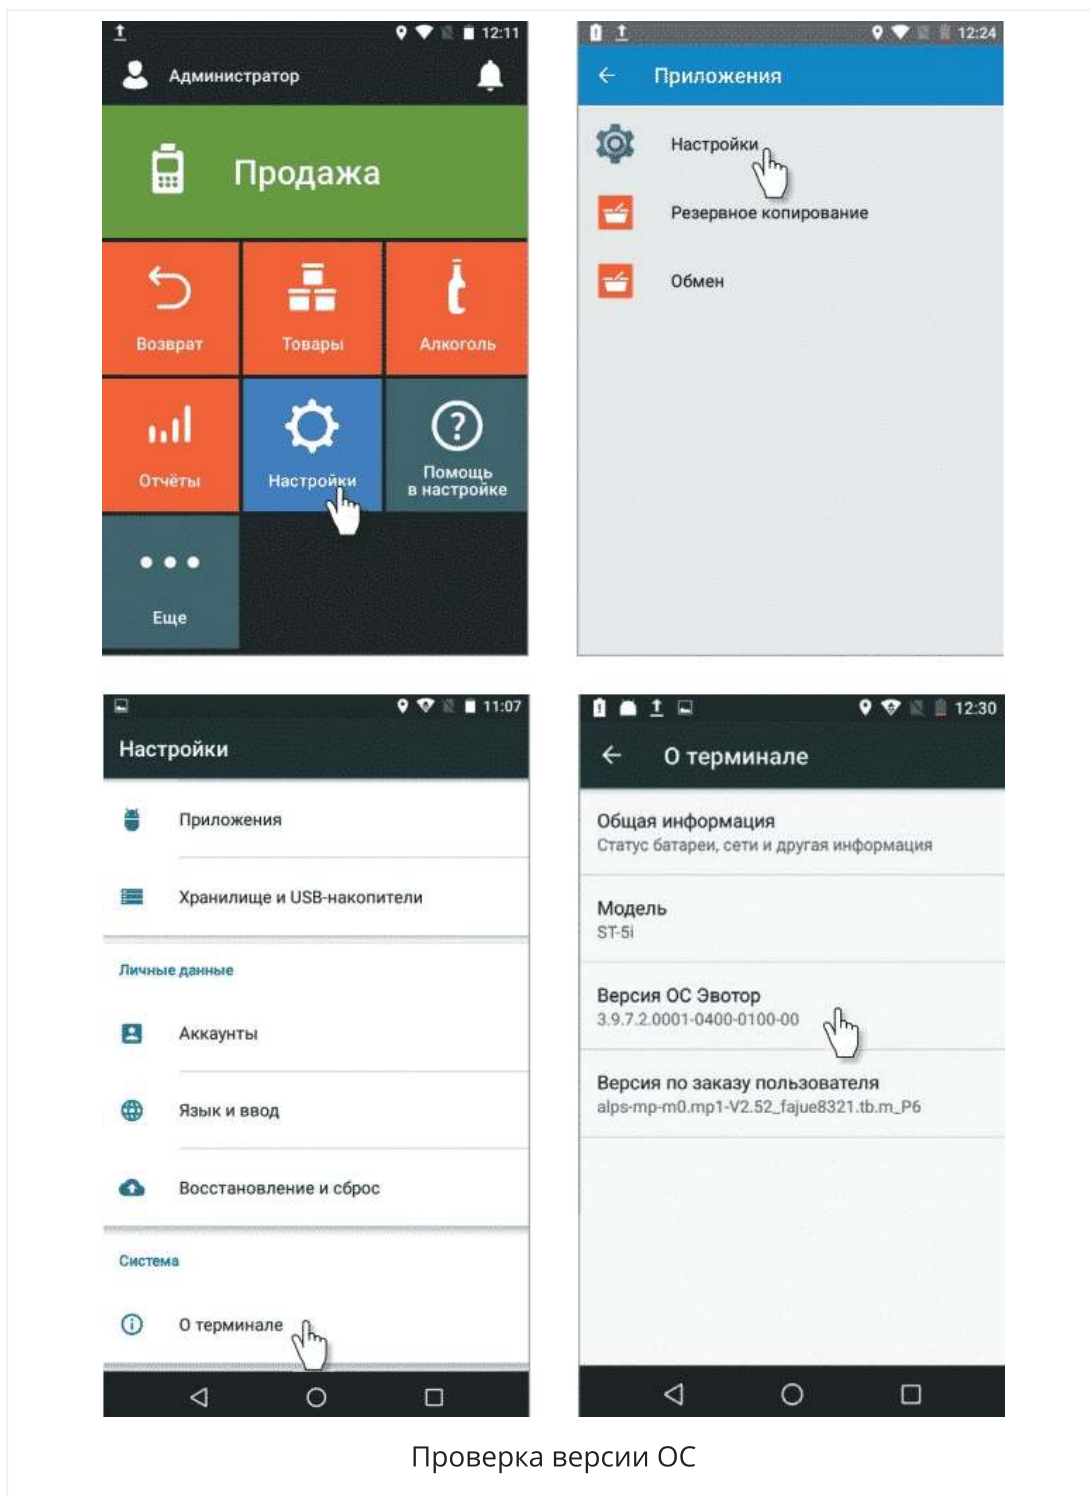 12:11
Администратор
Продажа
Возврат
Товары
Алкоголь
Отчёты
Настройки
Помощь
в настройке
Еще
12:24
Приложения
Настройки
Резервное копирование
Обмен
11:07
Настройки
Приложения
Хранилище и USB-накопители
Личные данные
Аккаунты
Язык и ввод
Восстановление и сброс
Система
О терминале
12:30
О терминале
Общая информация
Статус батареи, сети и другая информация
Модель
ST-5i
Версия ОС Эвотор
3.9.7.2.0001-0400-0100-00
Версия по заказу пользователя
alps-mp-m0.mp1-V2.52_fajue8321.tb.m_P6
Проверка версии ОС